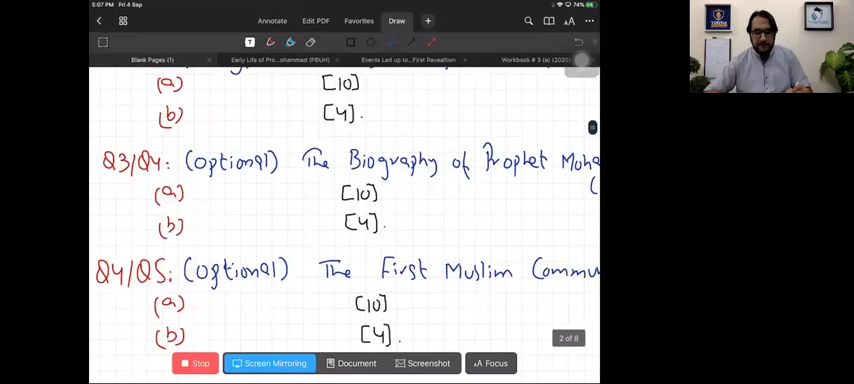 5:07 PM Fri 4 Sep
74%
Annotate Edit PDF Favorites Draw
Blank Pages (1) Early Life of Pro...ohammad (PBUH) Events Led up to...First Revealtion Workbook # 3 (a) (2020)
(a) [10]
(b) [4].
Q3/Q4: (Optional) The Biography of Prophet Moha
(a) [10]
(b) [4].
Q4/Q5: (Optional) The First Muslim Commu
(a) [10]
(b) [4].
2 of 8
Stop Screen Mirroring Document Screenshot Focus